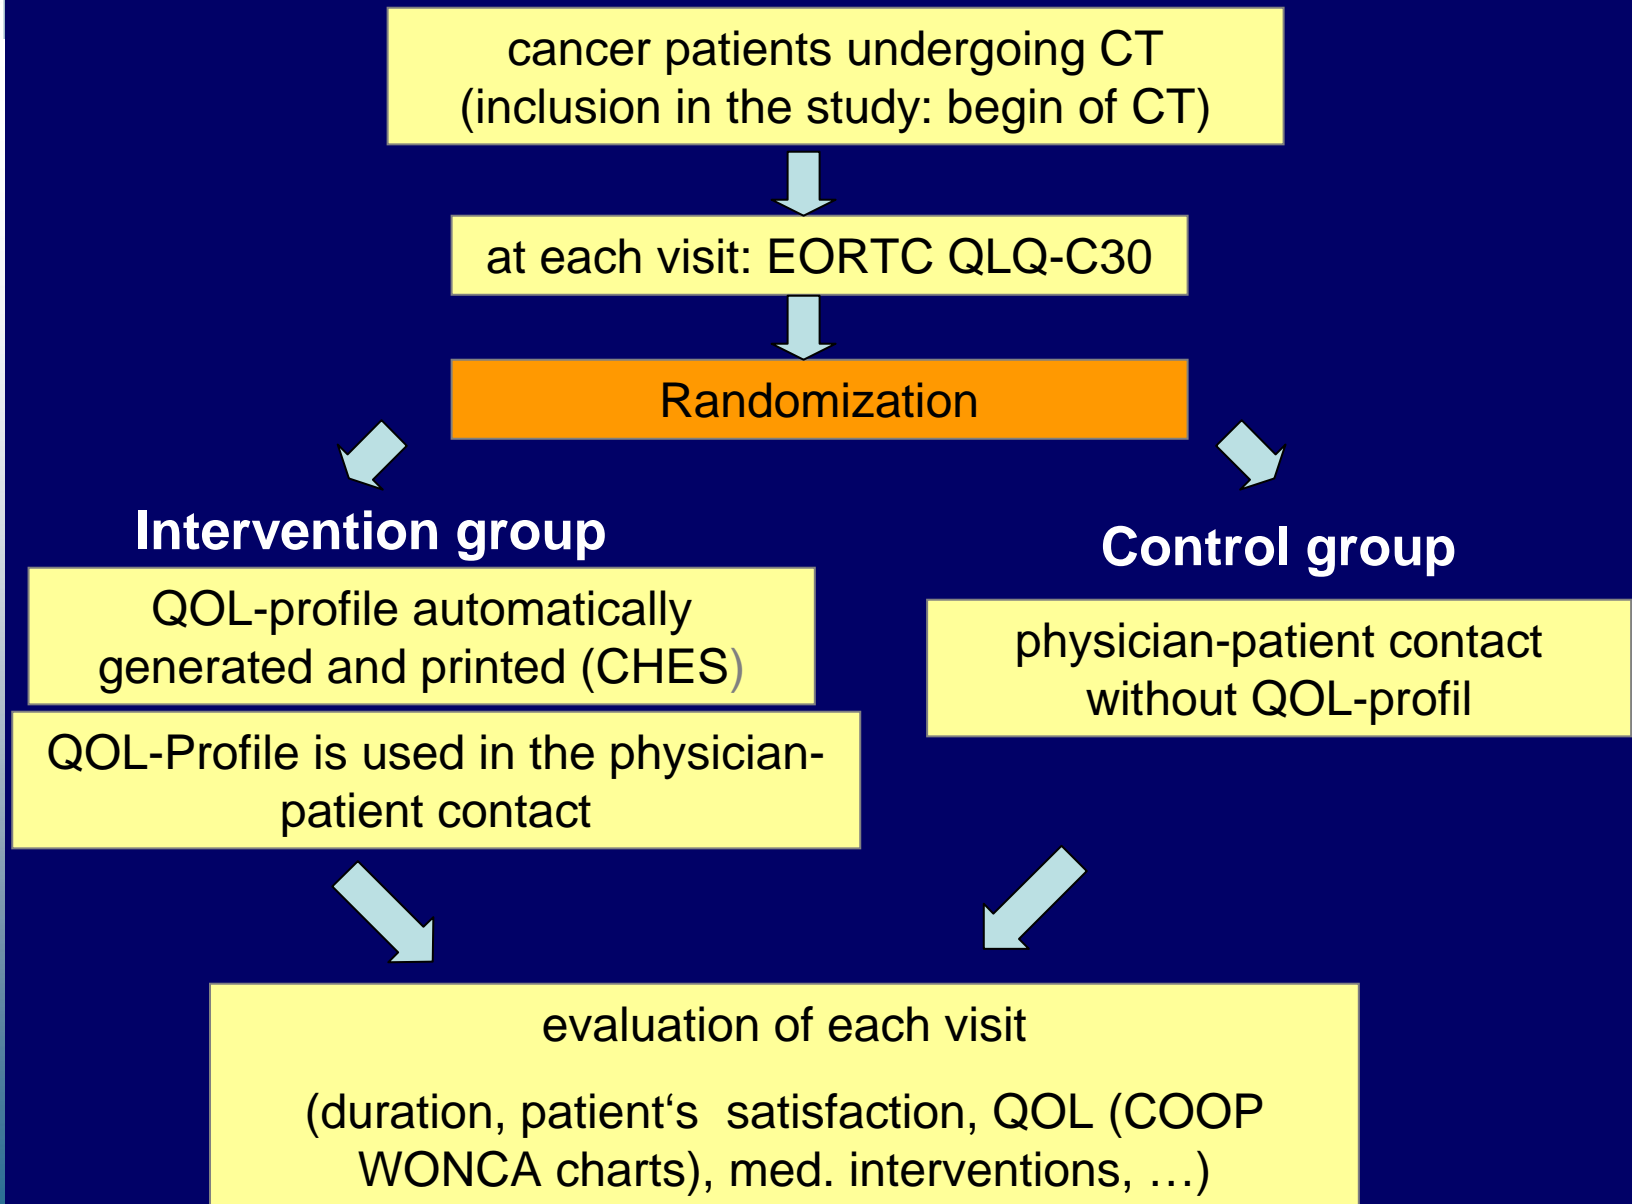 cancer patients undergoing CT
(inclusion in the study: begin of CT)
at each visit: EORTC QLQ-C30
Randomization
Intervention group
QOL-profile automatically
generated and printed (CHES)
QOL-Profile is used in the physician-
patient contact
Control group
physician-patient contact
without QOL-profil
evaluation of each visit
(duration, patient‘s  satisfaction, QOL (COOP
WONCA charts), med. interventions, …)